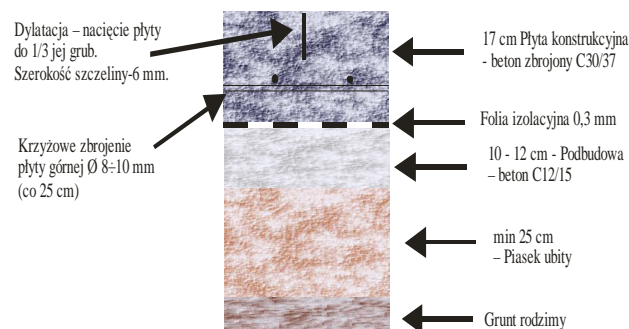 Dylatacja – nacięcie płyty
do 1/3 jej grub.
Szerokość szczeliny-6 mm.
Krzyżowe zbrojenie
płyty górnej Ø 8÷10 mm
(co 25 cm)
17 cm Płyta konstrukcyjna
- beton zbrojony C30/37
Folia izolacyjna 0,3 mm
10 - 12 cm - Podbudowa
– beton C12/15
min 25 cm
– Piasek ubity
Grunt rodzimy